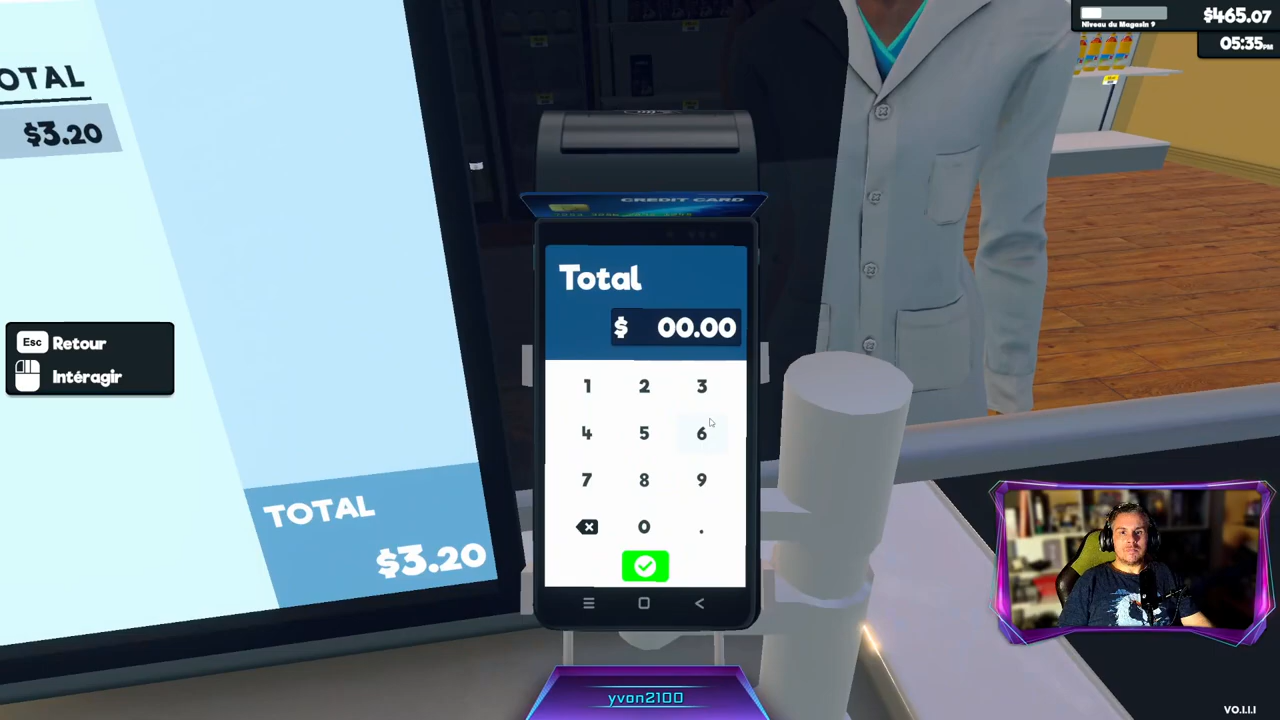 $465.07
Niveau du Magasin 9
05:35PM
OTAL
$3.20
CREDIT CARD
Total
$ 00.00
1 2 3
4 5 6
7 8 9
0 .
Esc Retour
Intéragir
TOTAL
$3.20
yvon2100
V0.1.1.1